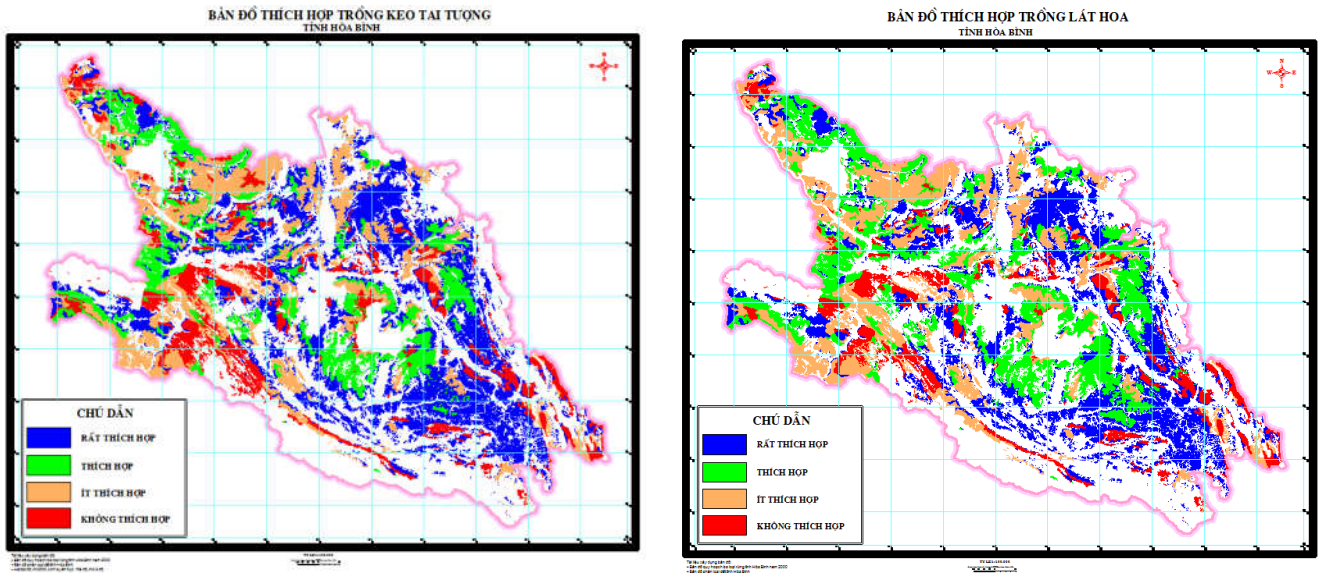 BẢN ĐỒ THÍCH HỢP TRỒNG KEO TAI TƯỢNG
TỈNH HÒA BÌNH
CHÚ DẪN
RẤT THÍCH HỢP
THÍCH HỢP
ÍT THÍCH HỢP
KHÔNG THÍCH HỢP
BẢN ĐỒ THÍCH HỢP TRỒNG LÁT HOA
TỈNH HÒA BÌNH
N
W E
S
CHÚ DẪN
RẤT THÍCH HỢP
THÍCH HỢP
ÍT THÍCH HỢP
KHÔNG THÍCH HỢP